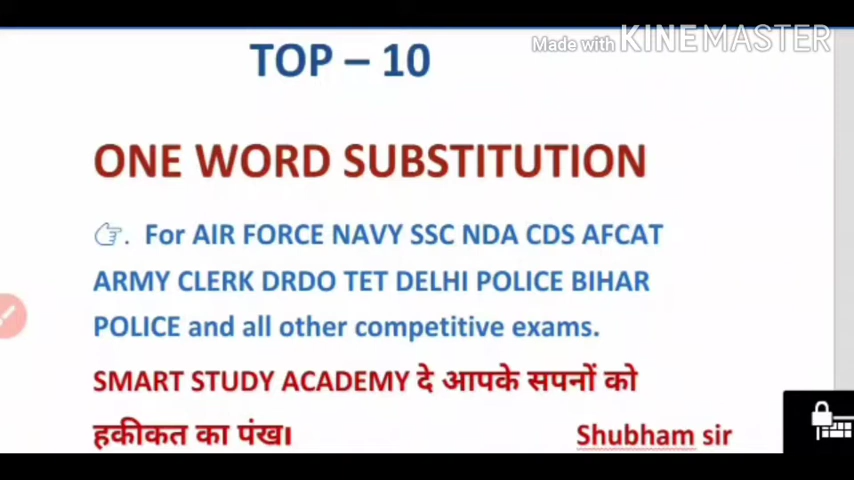 Made with KINEMASTER
TOP – 10
ONE WORD SUBSTITUTION
☞. For AIR FORCE NAVY SSC NDA CDS AFCAT
ARMY CLERK DRDO TET DELHI POLICE BIHAR
POLICE and all other competitive exams.
SMART STUDY ACADEMY दे आपके सपनों को
हकीकत का पंख। Shubham sir